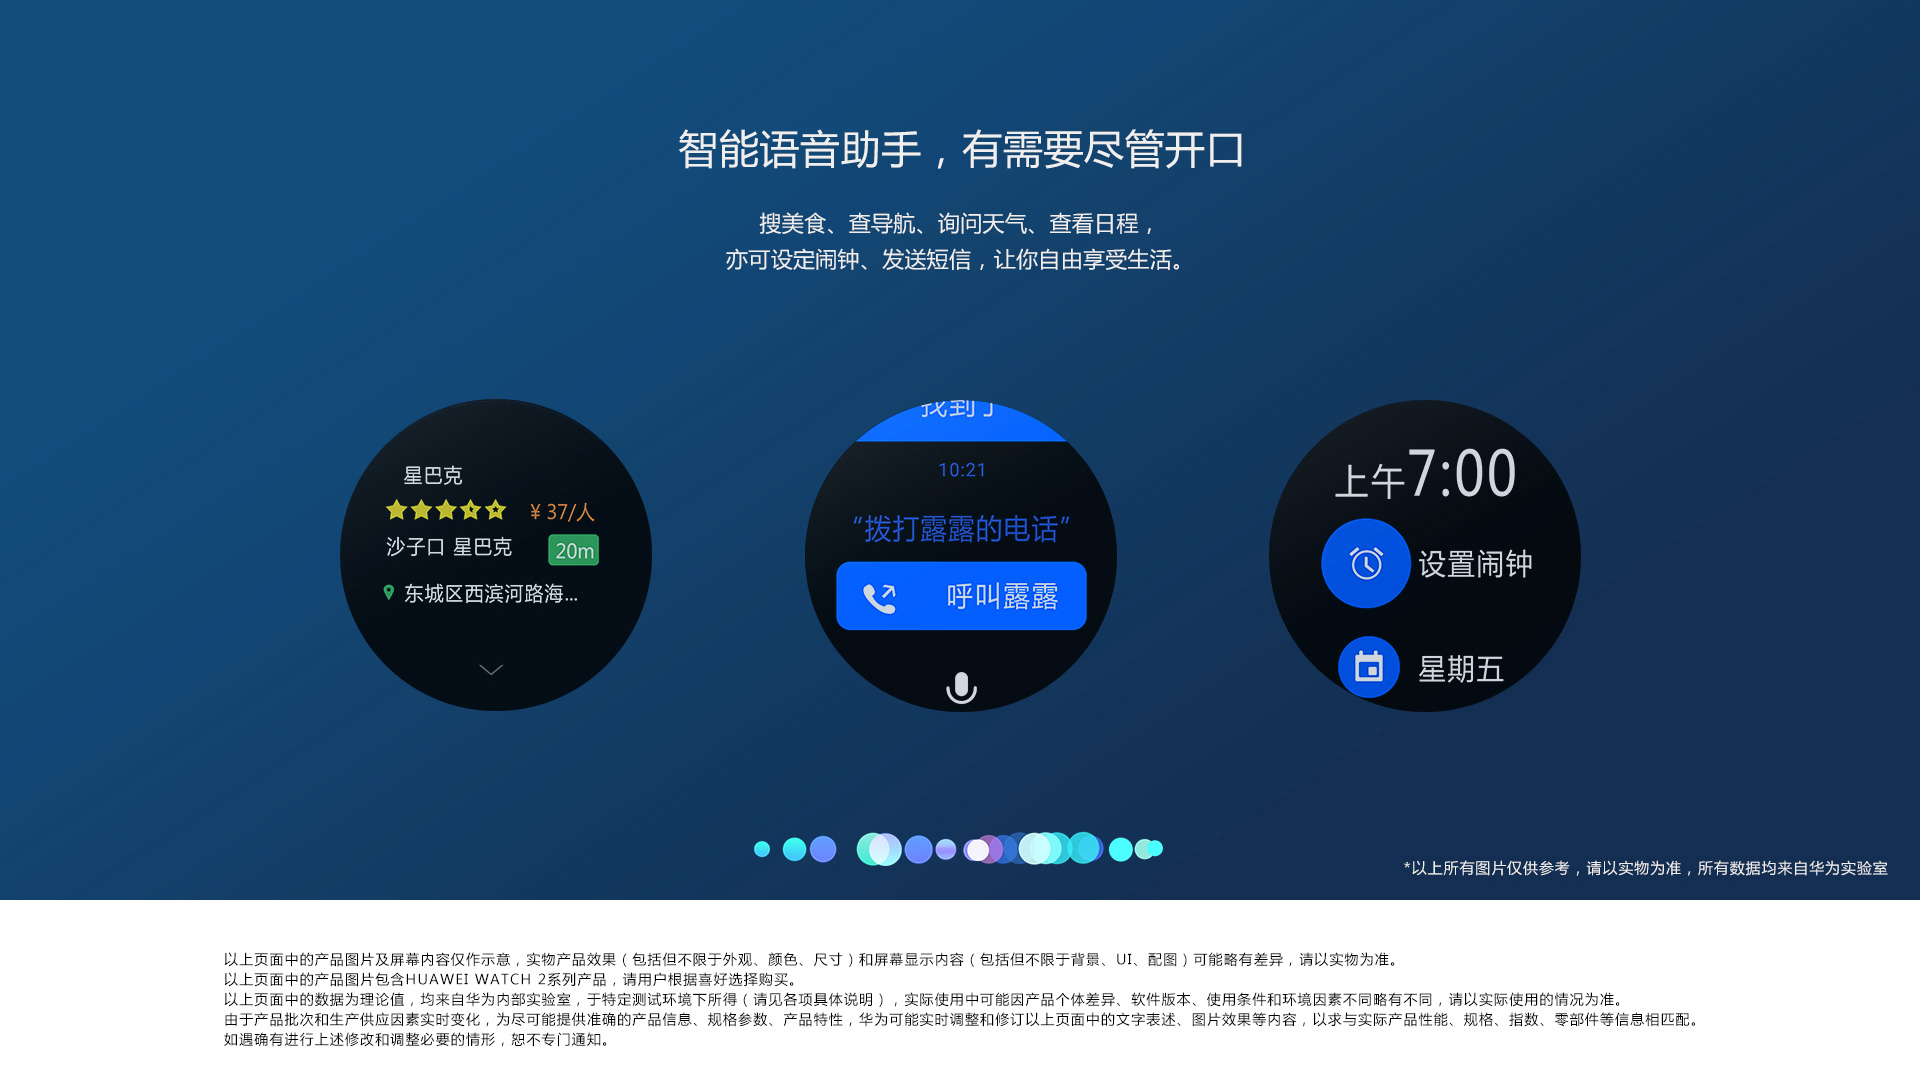 智能语音助手，有需要尽管开口
搜美食、查导航、询问天气、查看日程，
亦可设定闹钟、发送短信，让你自由享受生活。
星巴克
¥ 37/人
沙子口 星巴克
20m
东城区西滨河路海...
找到了
10:21
“拨打露露的电话”
呼叫露露
上午7:00
设置闹钟
星期五
*以上所有图片仅供参考，请以实物为准，所有数据均来自华为实验室
以上页面中的产品图片及屏幕内容仅作示意，实物产品效果（包括但不限于外观、颜色、尺寸）和屏幕显示内容（包括但不限于背景、UI、配图）可能略有差异，请以实物为准。
以上页面中的产品图片包含HUAWEI WATCH 2系列产品，请用户根据喜好选择购买。
以上页面中的数据为理论值，均来自华为内部实验室，于特定测试环境下所得（请见各项具体说明），实际使用中可能因产品个体差异、软件版本、使用条件和环境因素不同略有不同，请以实际使用的情况为准。
由于产品批次和生产供应因素实时变化，为尽可能提供准确的产品信息、规格参数、产品特性，华为可能实时调整和修订以上页面中的文字表述、图片效果等内容，以求与实际产品性能、规格、指数、零部件等信息相匹配。
如遇确有进行上述修改和调整必要的情形，恕不专门通知。